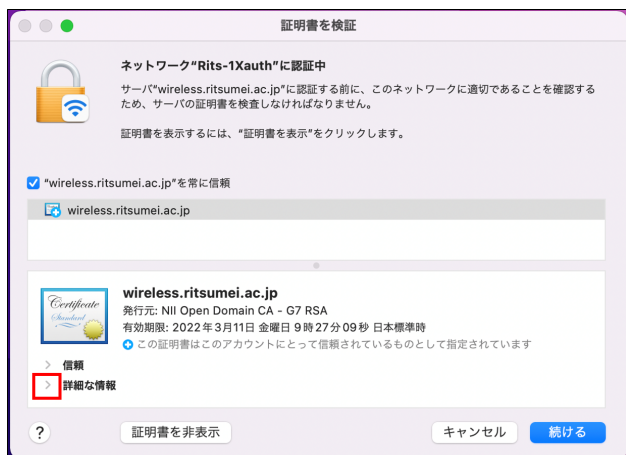 証明書を検証
ネットワーク“Rits-1Xauth”に認証中
サーバ“wireless.ritsumei.ac.jp”に認証する前に、このネットワークに適切であることを確認する
ため、サーバの証明書を検査しなければなりません。
証明書を表示するには、“証明書を表示”をクリックします。
“wireless.ritsumei.ac.jp”を常に信頼
wireless.ritsumei.ac.jp
Certificate
Standard
wireless.ritsumei.ac.jp
発行元: NII Open Domain CA - G7 RSA
有効期限: 2022年3月11日 金曜日 9時27分09秒 日本標準時
この証明書はこのアカウントにとって信頼されているものとして指定されています
信頼
詳細な情報
?
証明書を非表示
キャンセル
続ける